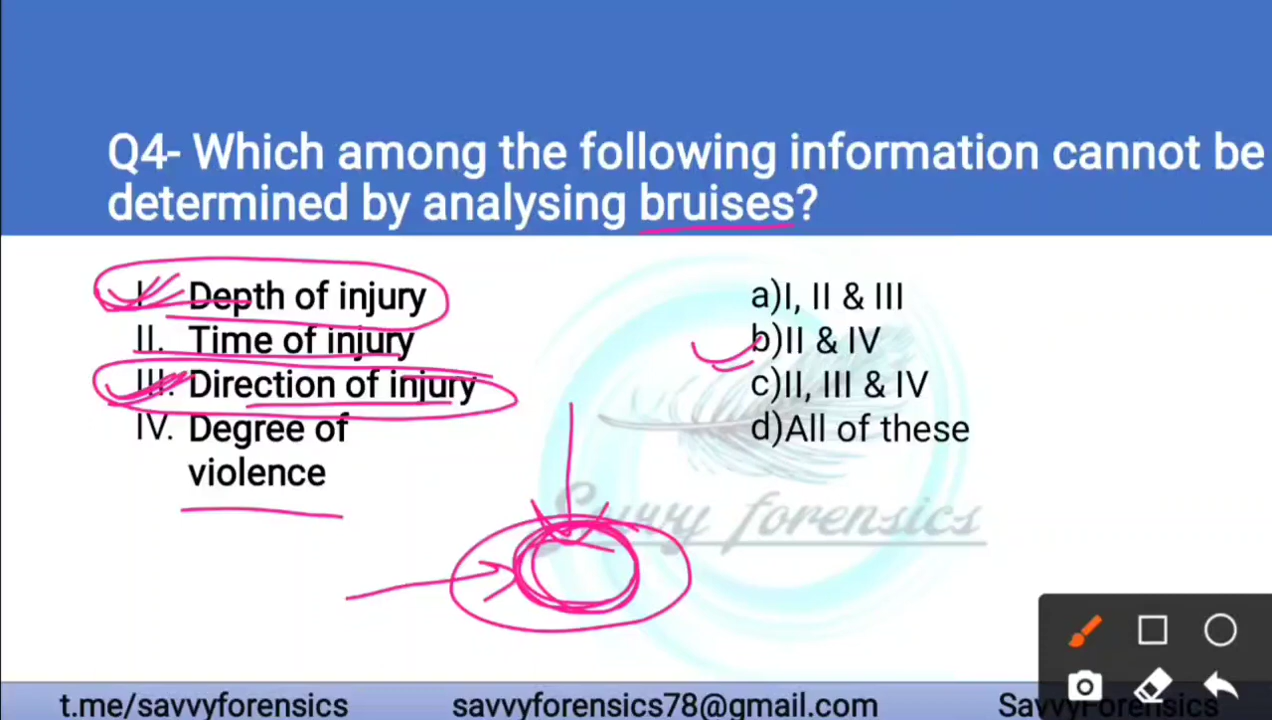 Q4- Which among the following information cannot be
determined by analysing bruises?
I. Depth of injury
II. Time of injury
III. Direction of injury
IV. Degree of
violence
a)I, II & III
b)II & IV
c)II, III & IV
d)All of these
Savvy forensics
t.me/savvyforensics
savvyforensics78@gmail.com
SavvyForensics